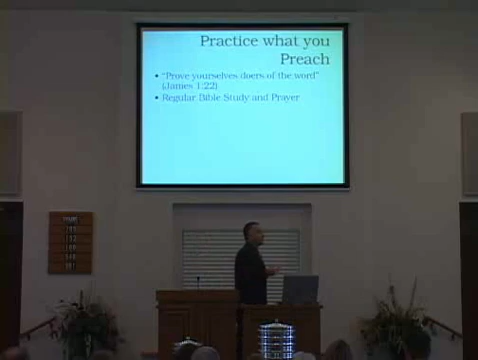 Practice what you
Preach
• "Prove yourselves doers of the word"
(James 1:22)
• Regular Bible Study and Prayer